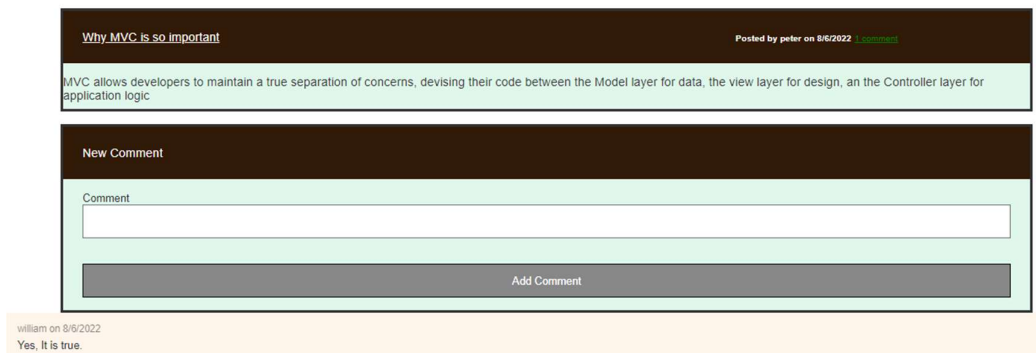 Why MVC is so important
Posted by peter on 8/6/2022 1 comment
MVC allows developers to maintain a true separation of concerns, devising their code between the Model layer for data, the view layer for design, an the Controller layer for
application logic
New Comment
Comment
Add Comment
william on 8/6/2022
Yes, It is true.